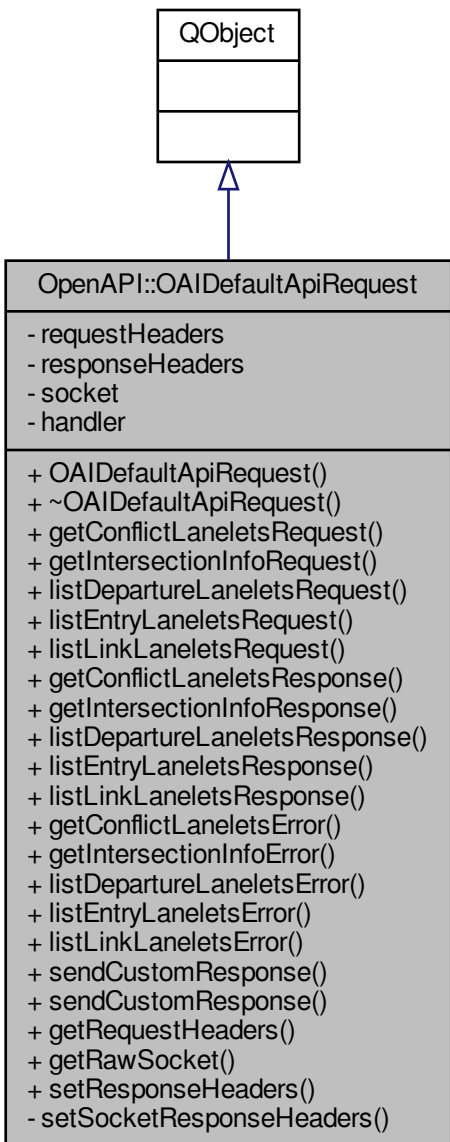 QObject
OpenAPI::OAIDefaultApiRequest
- requestHeaders
- responseHeaders
- socket
- handler
+ OAIDefaultApiRequest()
+ ~OAIDefaultApiRequest()
+ getConflictLaneletsRequest()
+ getIntersectionInfoRequest()
+ listDepartureLaneletsRequest()
+ listEntryLaneletsRequest()
+ listLinkLaneletsRequest()
+ getConflictLaneletsResponse()
+ getIntersectionInfoResponse()
+ listDepartureLaneletsResponse()
+ listEntryLaneletsResponse()
+ listLinkLaneletsResponse()
+ getConflictLaneletsError()
+ getIntersectionInfoError()
+ listDepartureLaneletsError()
+ listEntryLaneletsError()
+ listLinkLaneletsError()
+ sendCustomResponse()
+ sendCustomResponse()
+ getRequestHeaders()
+ getRawSocket()
+ setResponseHeaders()
- setSocketResponseHeaders()